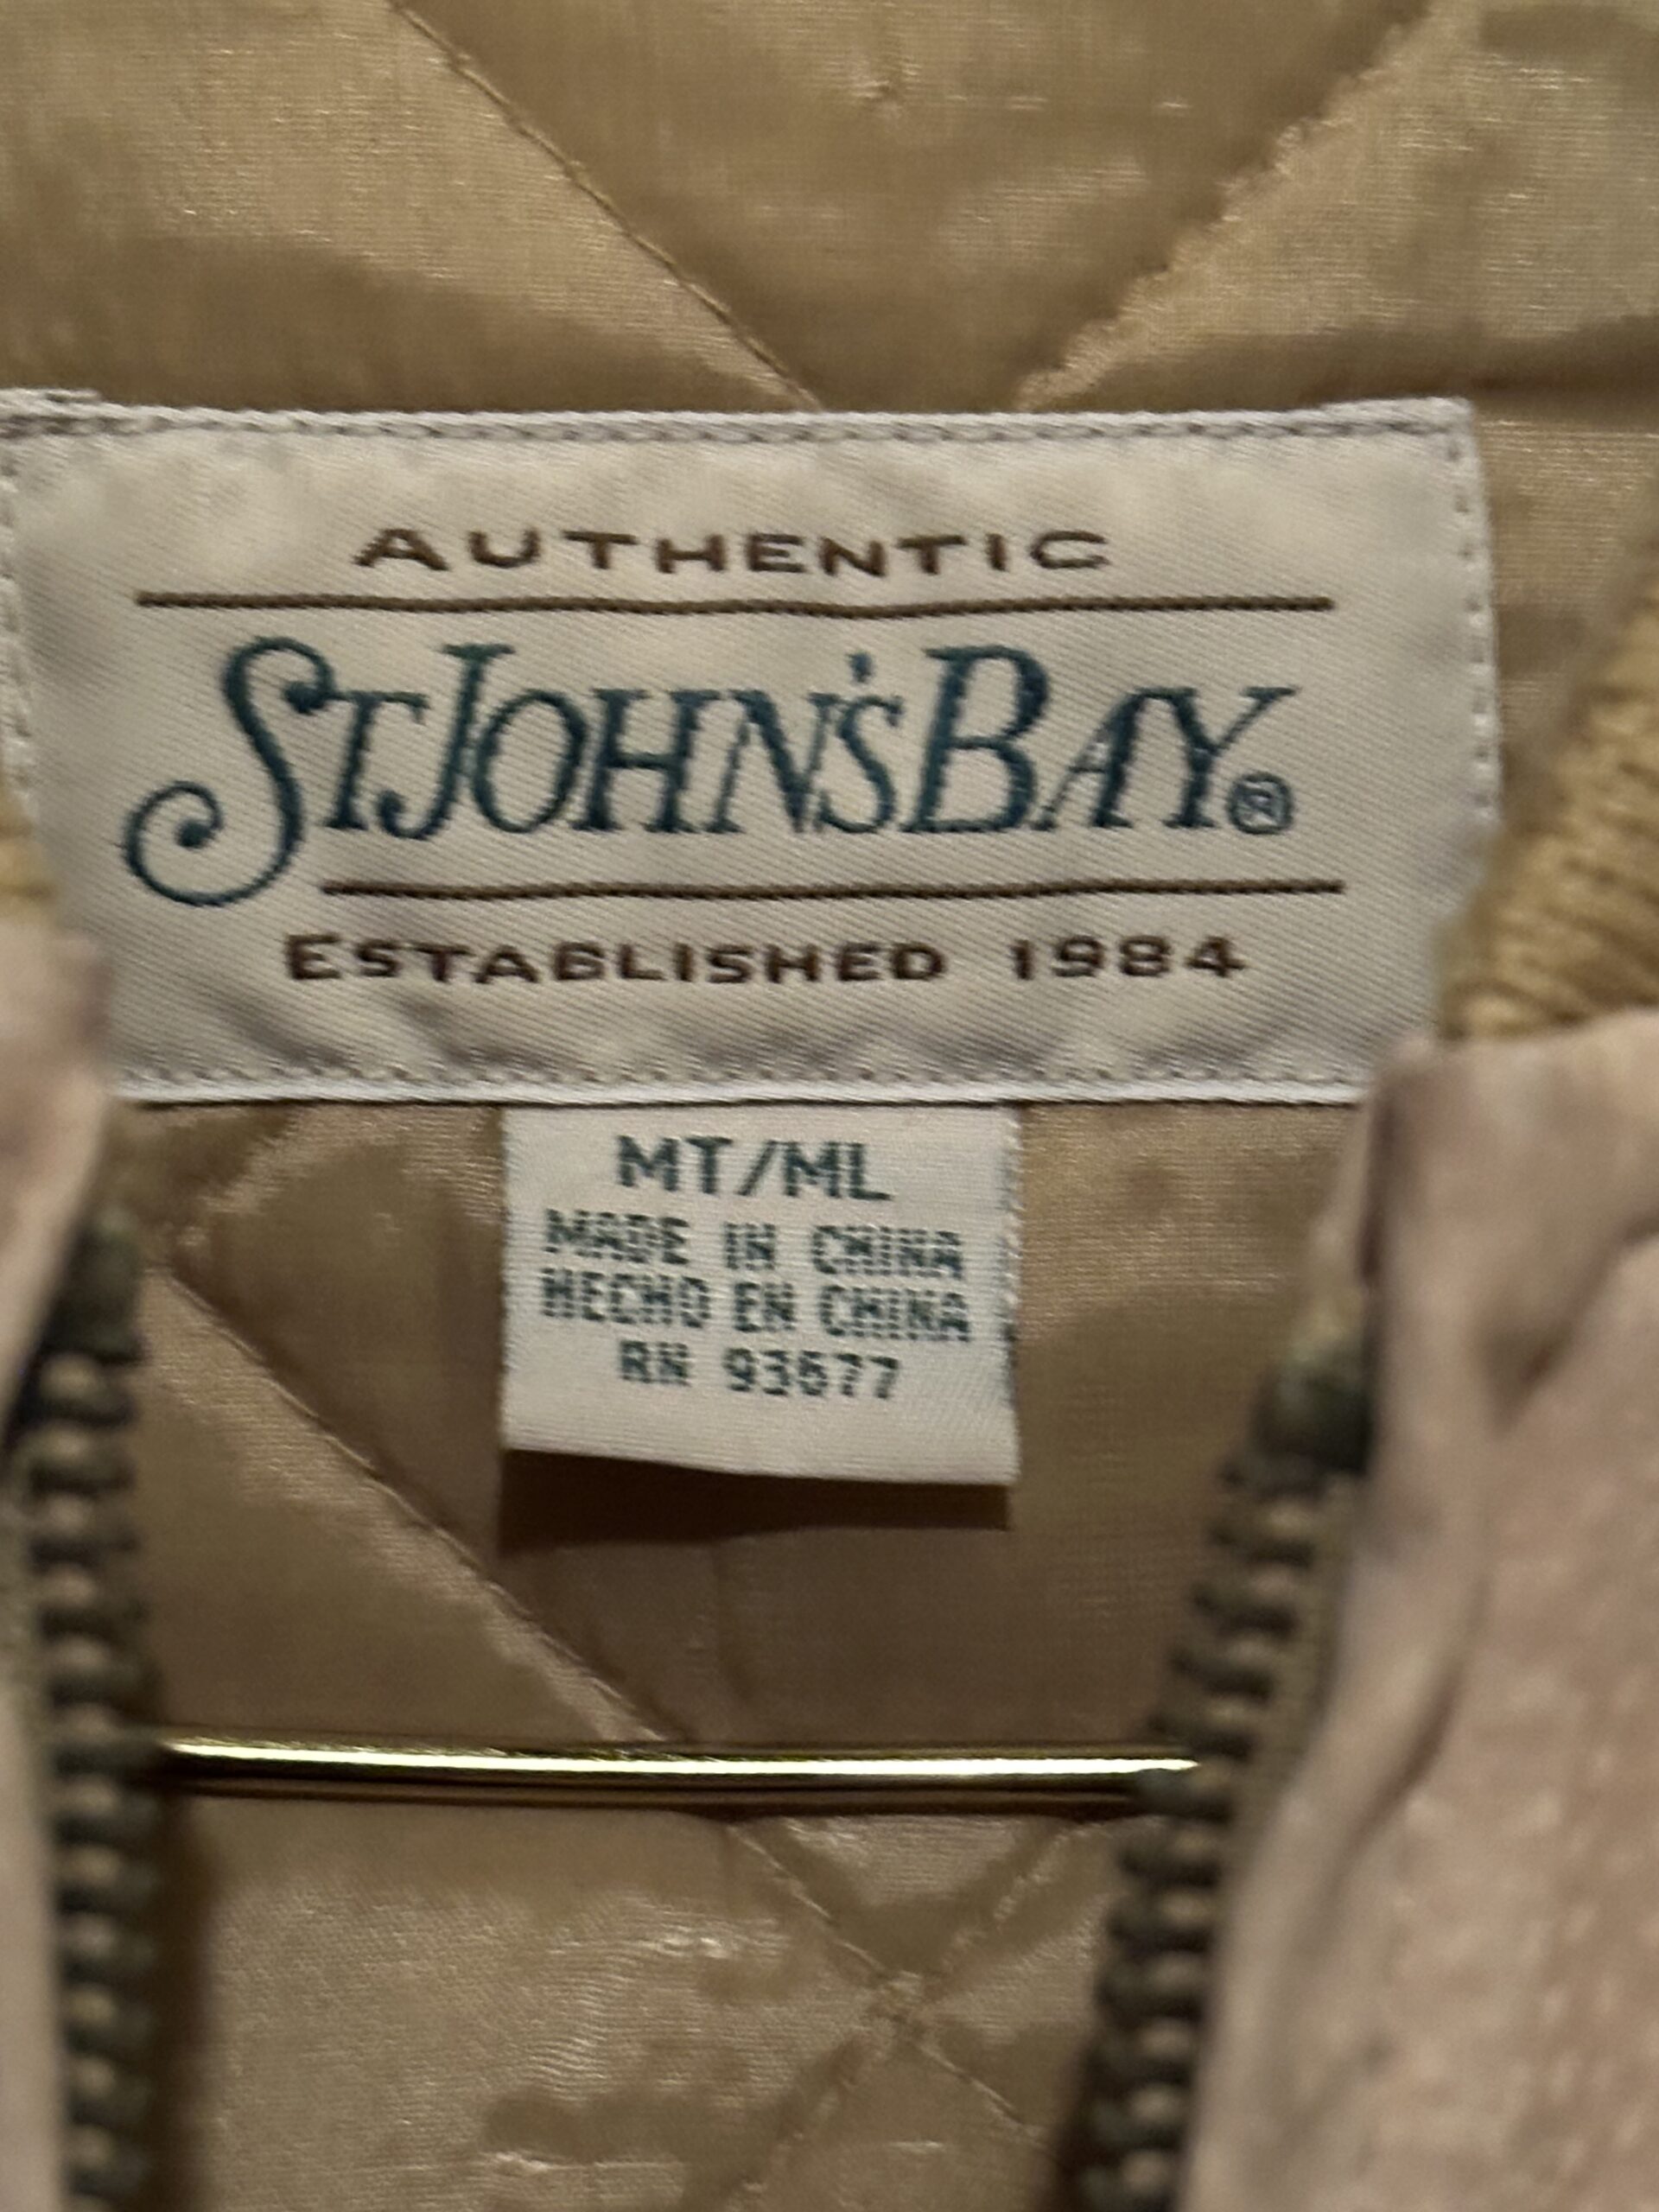 AUTHENTIC
ST JOHN'S BAY®
ESTABLISHED 1984
MT/ML
MADE IN CHINA
HECHO EN CHINA
RN 93677